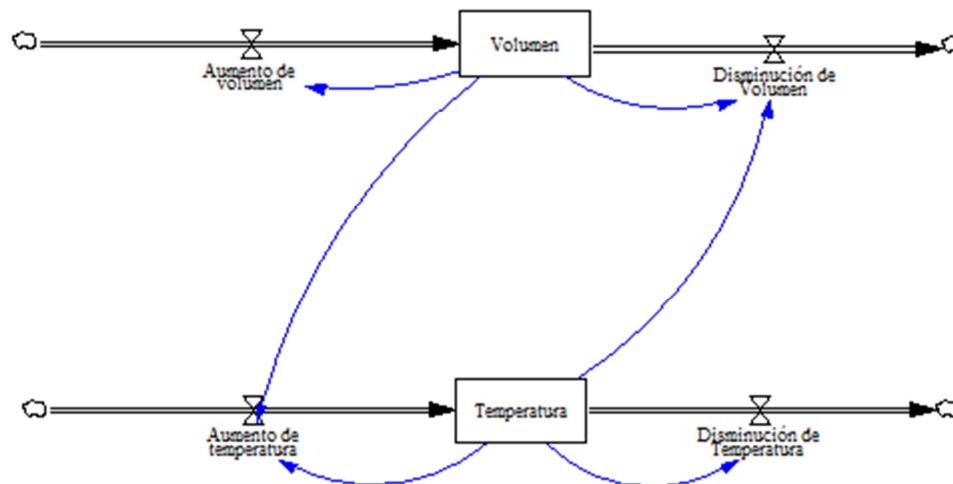 Volumen
Aumento de
volumen
Disminución de
Volumen
Temperatura
Aumento de
temperatura
Disminución de
Temperatura